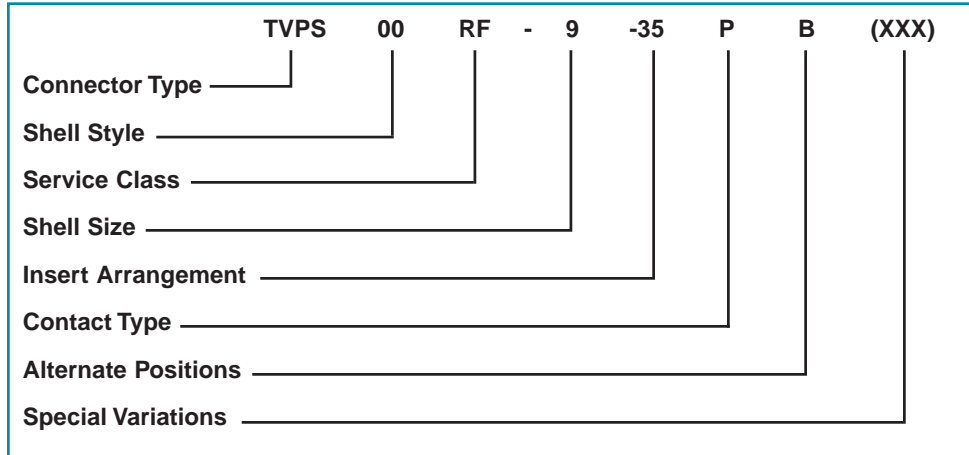 TVPS 00 RF - 9 -35 P B (XXX)
Connector Type
Shell Style
Service Class
Shell Size
Insert Arrangement
Contact Type
Alternate Positions
Special Variations